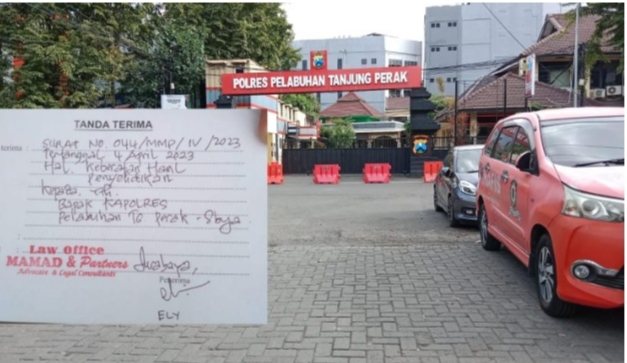 POLRES PELABUHAN TANJUNG PERAK
TANDA TERIMA
SURAT NO. 044/MMP/IV/2023
Tertanggal 4 April 2023
Hal. Keberatan Hasil
Penyelidikan
Kepada Yth.
Bapak KAPOLRES
Pelabuhan Tg Perak - Sby
Law Office
MAMAD & Partners
Advocate & Legal Consultants
Surabaya,
Penerima
ELY